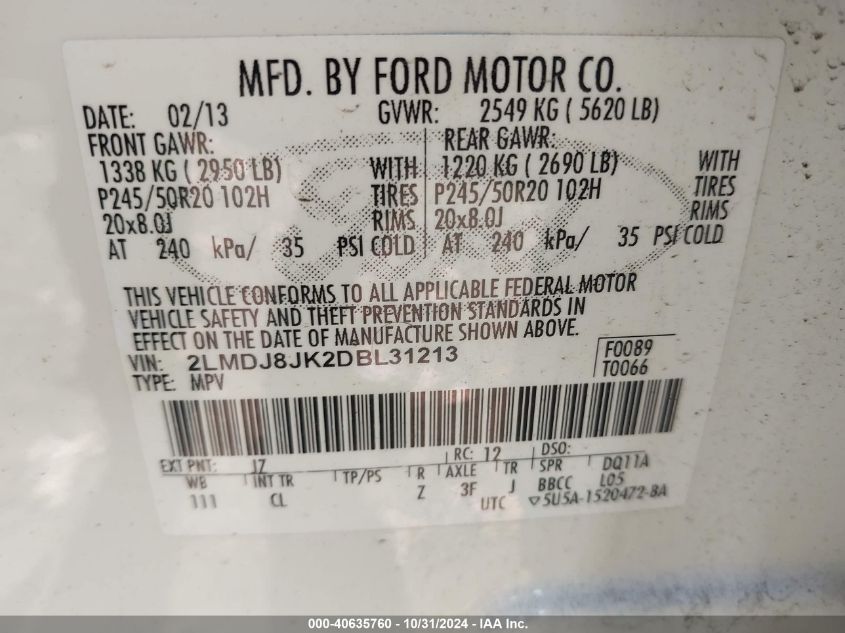 MFD. BY FORD MOTOR CO.
DATE: 02/13 GVWR: 2549 KG ( 5620 LB)
FRONT GAWR: REAR GAWR:
1338 KG ( 2950 LB) WITH 1220 KG ( 2690 LB) WITH
P245/50R20 102H TIRES P245/50R20 102H TIRES
20x8.0J RIMS 20x8.0J RIMS
AT 240 kPa/ 35 PSI COLD AT 240 kPa/ 35 PSI COLD
THIS VEHICLE CONFORMS TO ALL APPLICABLE FEDERAL MOTOR
VEHICLE SAFETY AND THEFT PREVENTION STANDARDS IN
EFFECT ON THE DATE OF MANUFACTURE SHOWN ABOVE.
VIN: 2LMDJ8JK2DBL31213 F0089
TYPE: MPV T0066
EXT PNT: JZ RC: 12 DSO:
WB INT TR TP/PS R AXLE TR SPR DQ11A
111 CL Z 3F J BBCC L05
UTC ▽5U5A-1520472-BA
000-40635760 - 10/31/2024 - IAA Inc.